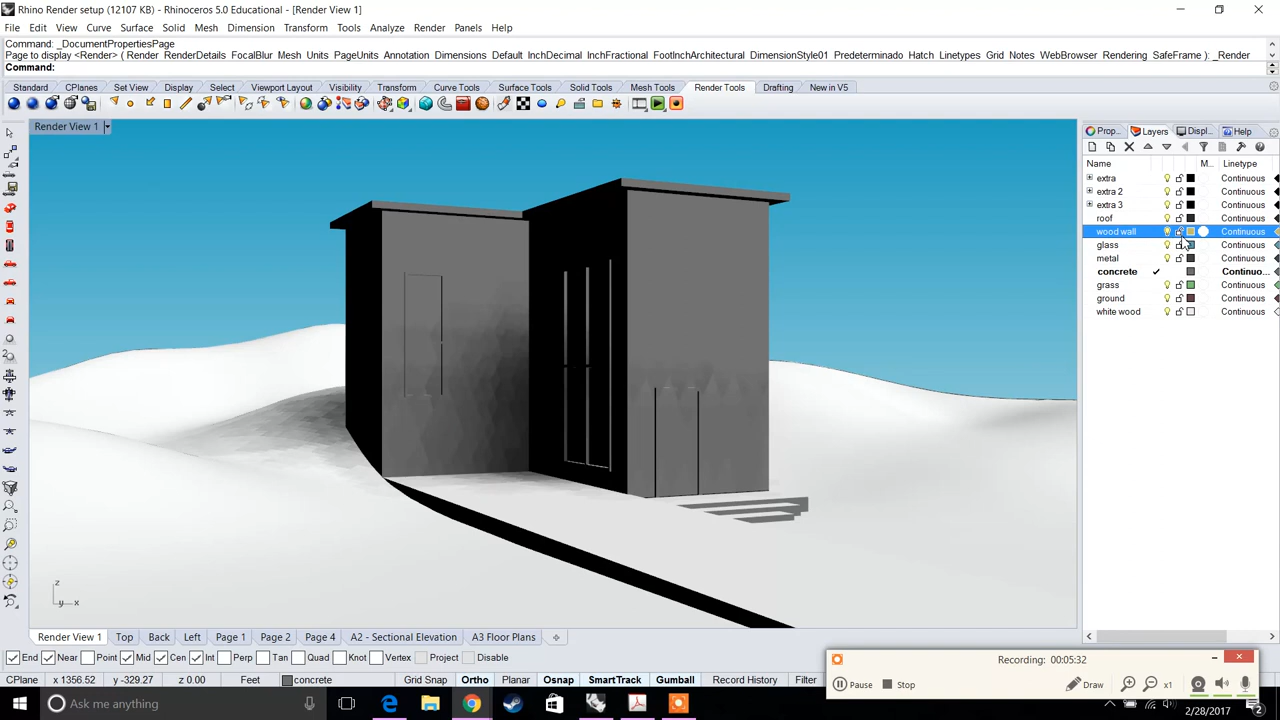 Rhino Render setup (12107 KB) - Rhinoceros 5.0 Educational - [Render View 1]
File Edit View Curve Surface Solid Mesh Dimension Transform Tools Analyze Render Panels Help
Command: _DocumentPropertiesPage
Page to display <Render> ( Render RenderDetails FocalBlur Mesh Units PageUnits Annotation Dimensions Default InchDecimal InchFractional FootInchArchitectural DimensionStyle01 Predeterminado Hatch Linetypes Grid Notes WebBrowser Rendering SafeFrame ): _Render
Command:
Standard CPlanes Set View Display Select Viewport Layout Visibility Transform Curve Tools Surface Tools Solid Tools Mesh Tools Render Tools Drafting New in V5
Render View 1
Prop... Layers Displ... Help
Name M... Linetype
extra Continuous
extra 2 Continuous
extra 3 Continuous
roof Continuous
wood wall Continuous
glass Continuous
metal Continuous
concrete Continuo...
grass Continuous
ground Continuous
white wood Continuous
z
y x
Render View 1 Top Back Left Page 1 Page 2 Page 4 A2 - Sectional Elevation A3 Floor Plans
End Near Point Mid Cen Int Perp Tan Quad Knot Vertex Project Disable
CPlane x 1356.52 y -329.27 z 0.00 Feet concrete Grid Snap Ortho Planar Osnap SmartTrack Gumball Record History Filter
Recording: 00:05:32
Pause Stop Draw x1
Ask me anything
2/28/2017